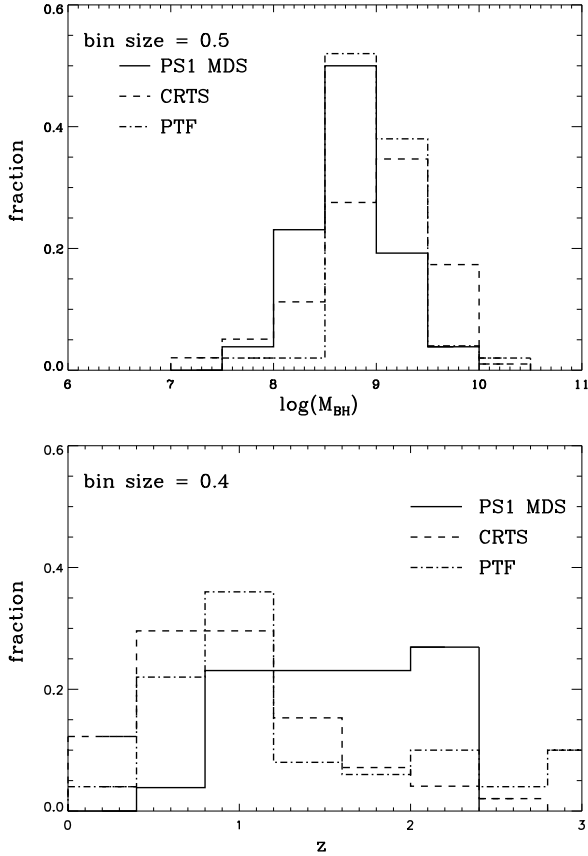 0.6
bin size = 0.5
PS1 MDS
CRTS
PTF
0.4
fraction
0.2
0.0
6 7 8 9 10 11
log(M_BH)
0.6
bin size = 0.4
PS1 MDS
CRTS
PTF
0.4
fraction
0.2
0.0
0 1 2 3
z